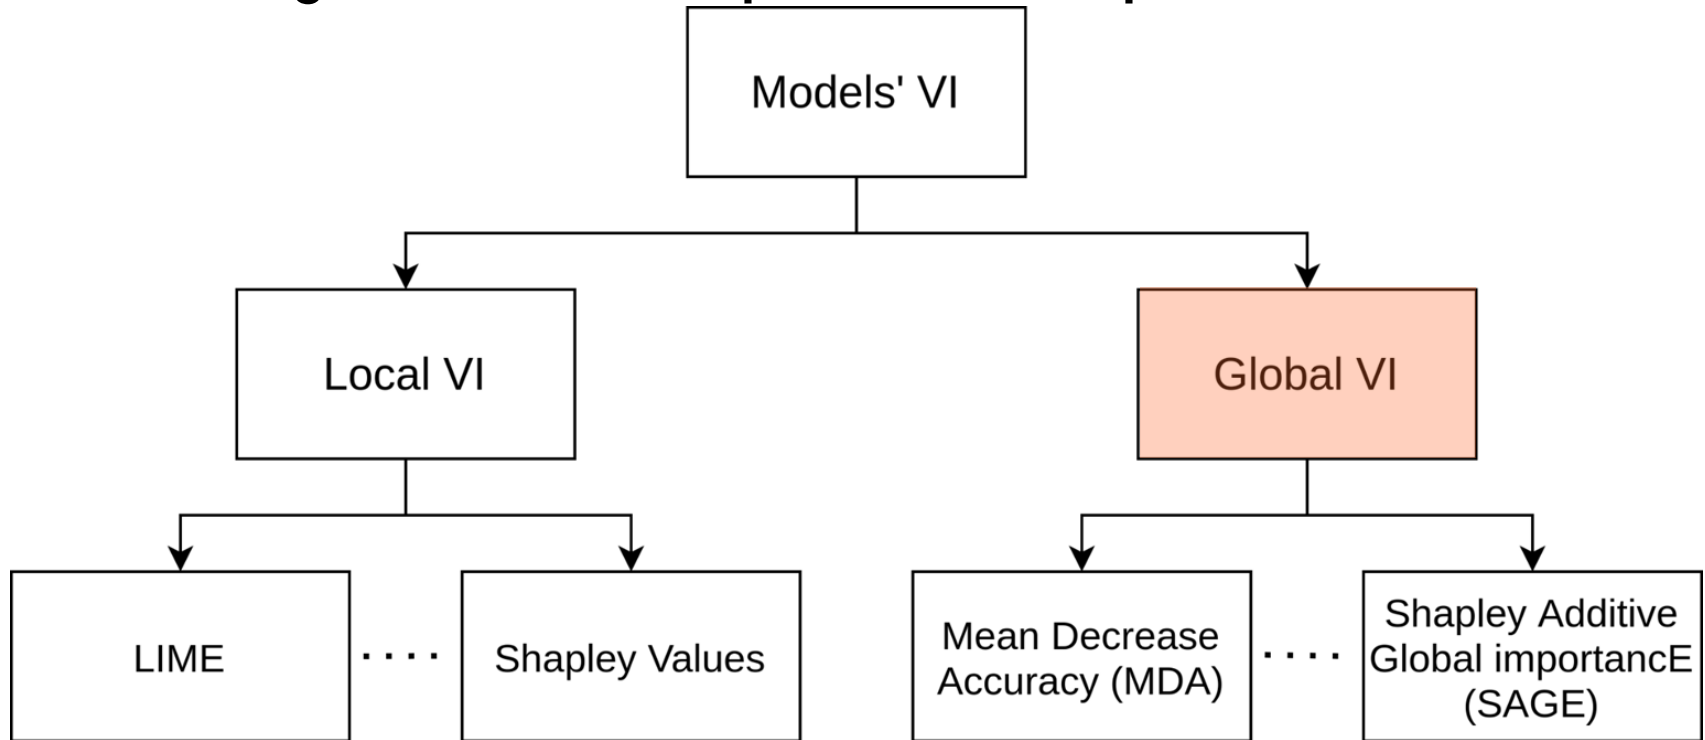 Models' VI
Local VI
Global VI
LIME
. . . .
Shapley Values
Mean Decrease
Accuracy (MDA)
. . . .
Shapley Additive
Global importancE
(SAGE)